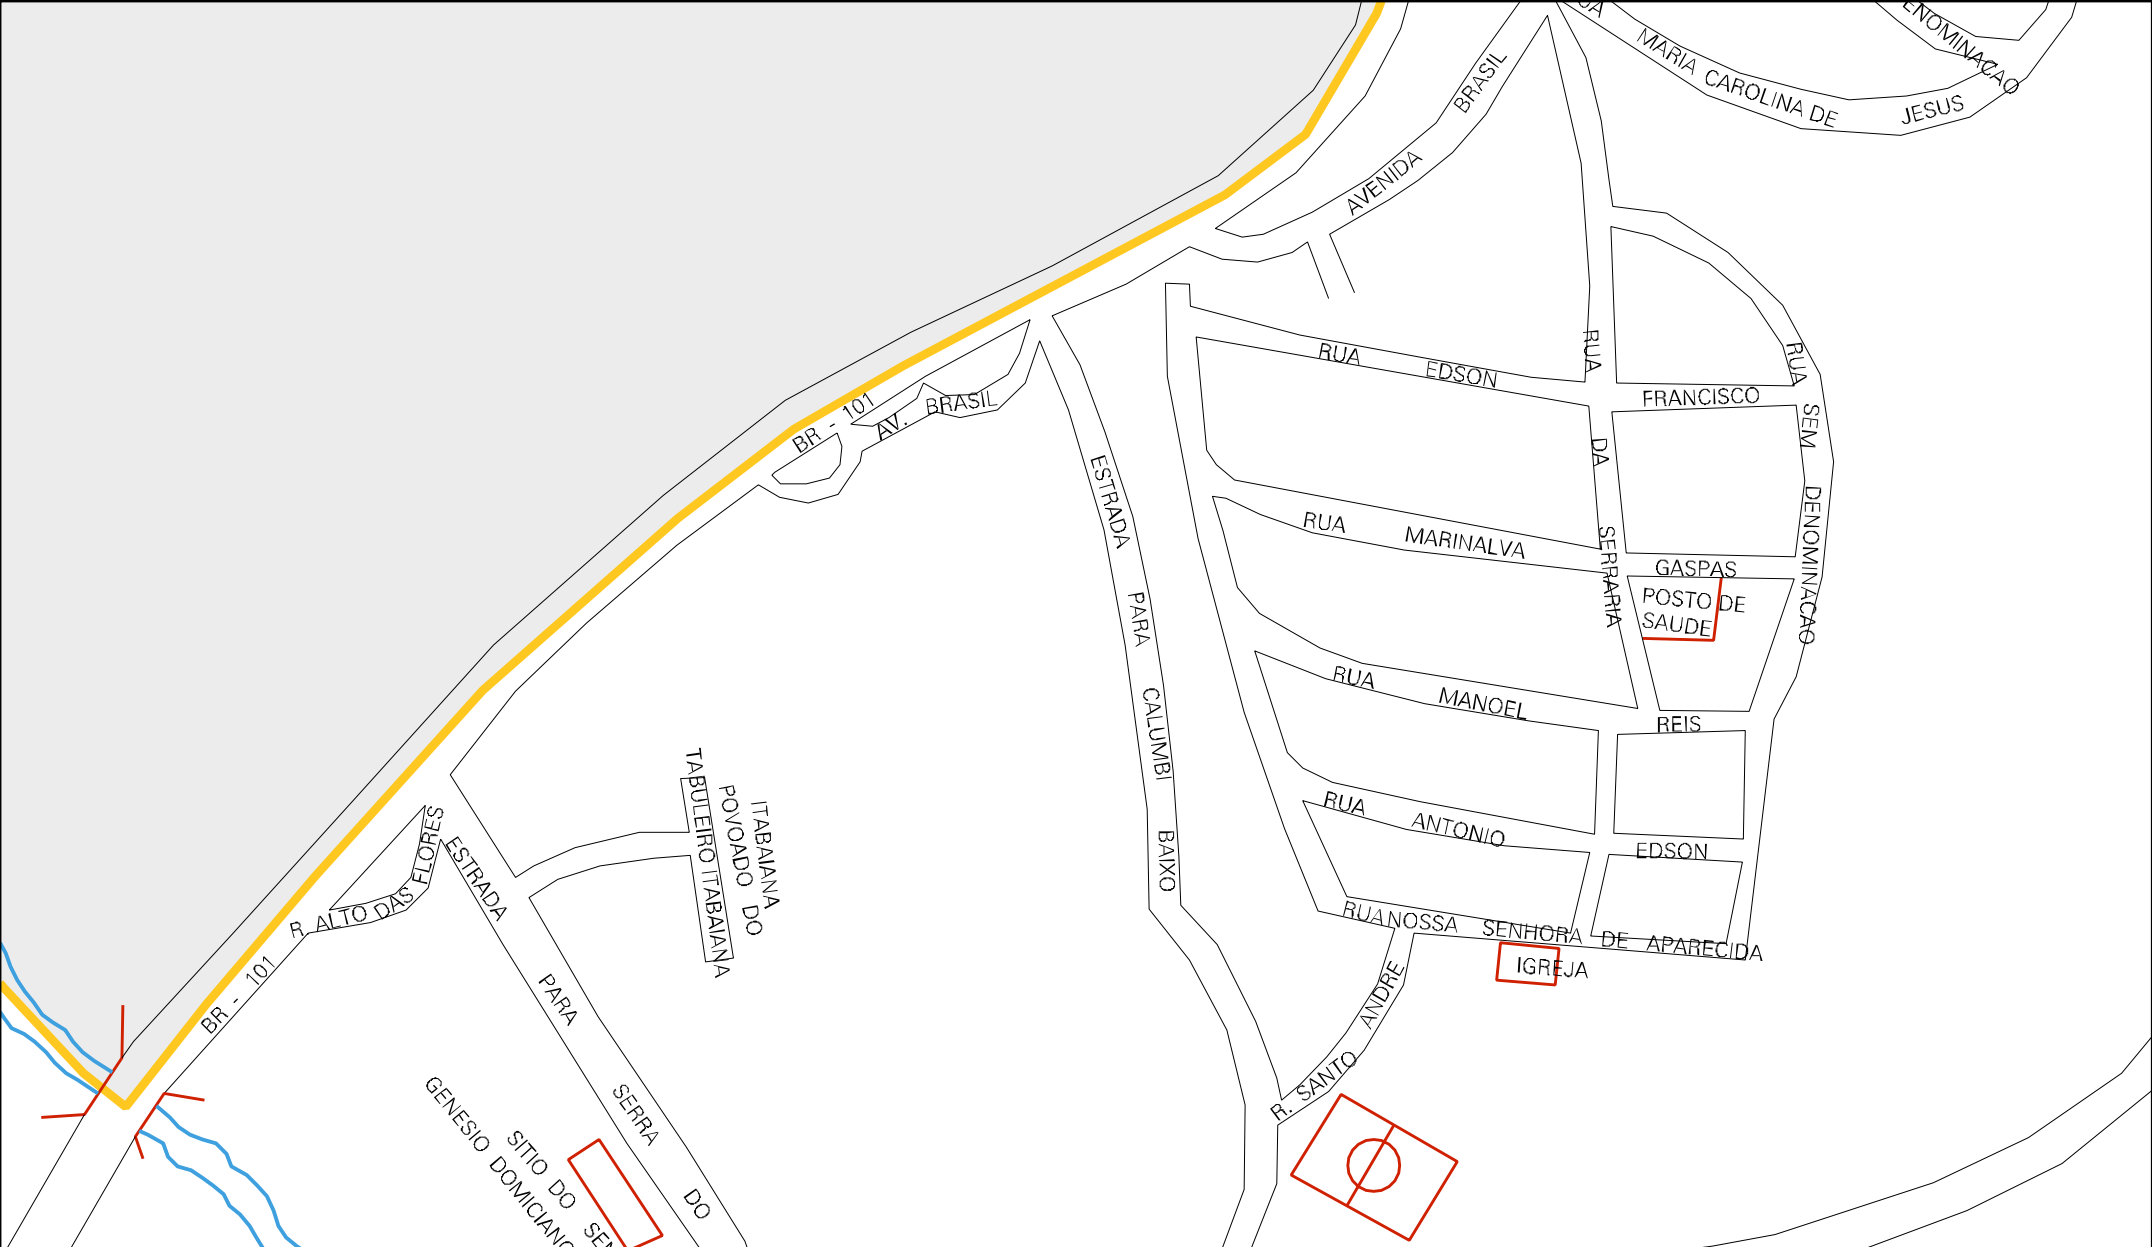 MARIA CAROLINA DE JESUS
AVENIDA BRASIL
RUA EDSON FRANCISCO
RUA DA SERRARIA
RUA SEM DENOMINACAO
BR - 101
AV. BRASIL
RUA MARINALVA GASPAS
POSTO DE
SAUDE
ESTRADA PARA CALUMBI BAIXO
RUA MANOEL REIS
RUA ANTONIO EDSON
RUA NOSSA SENHORA DE APARECIDA
IGREJA
R. SANTO ANDRE
TABULEIRO ITABAIANA
POVOADO DO
ITABAIANA
R ALTO DAS FLORES
BR - 101
ESTRADA PARA SERRA DO
SITIO DO
GENESIO